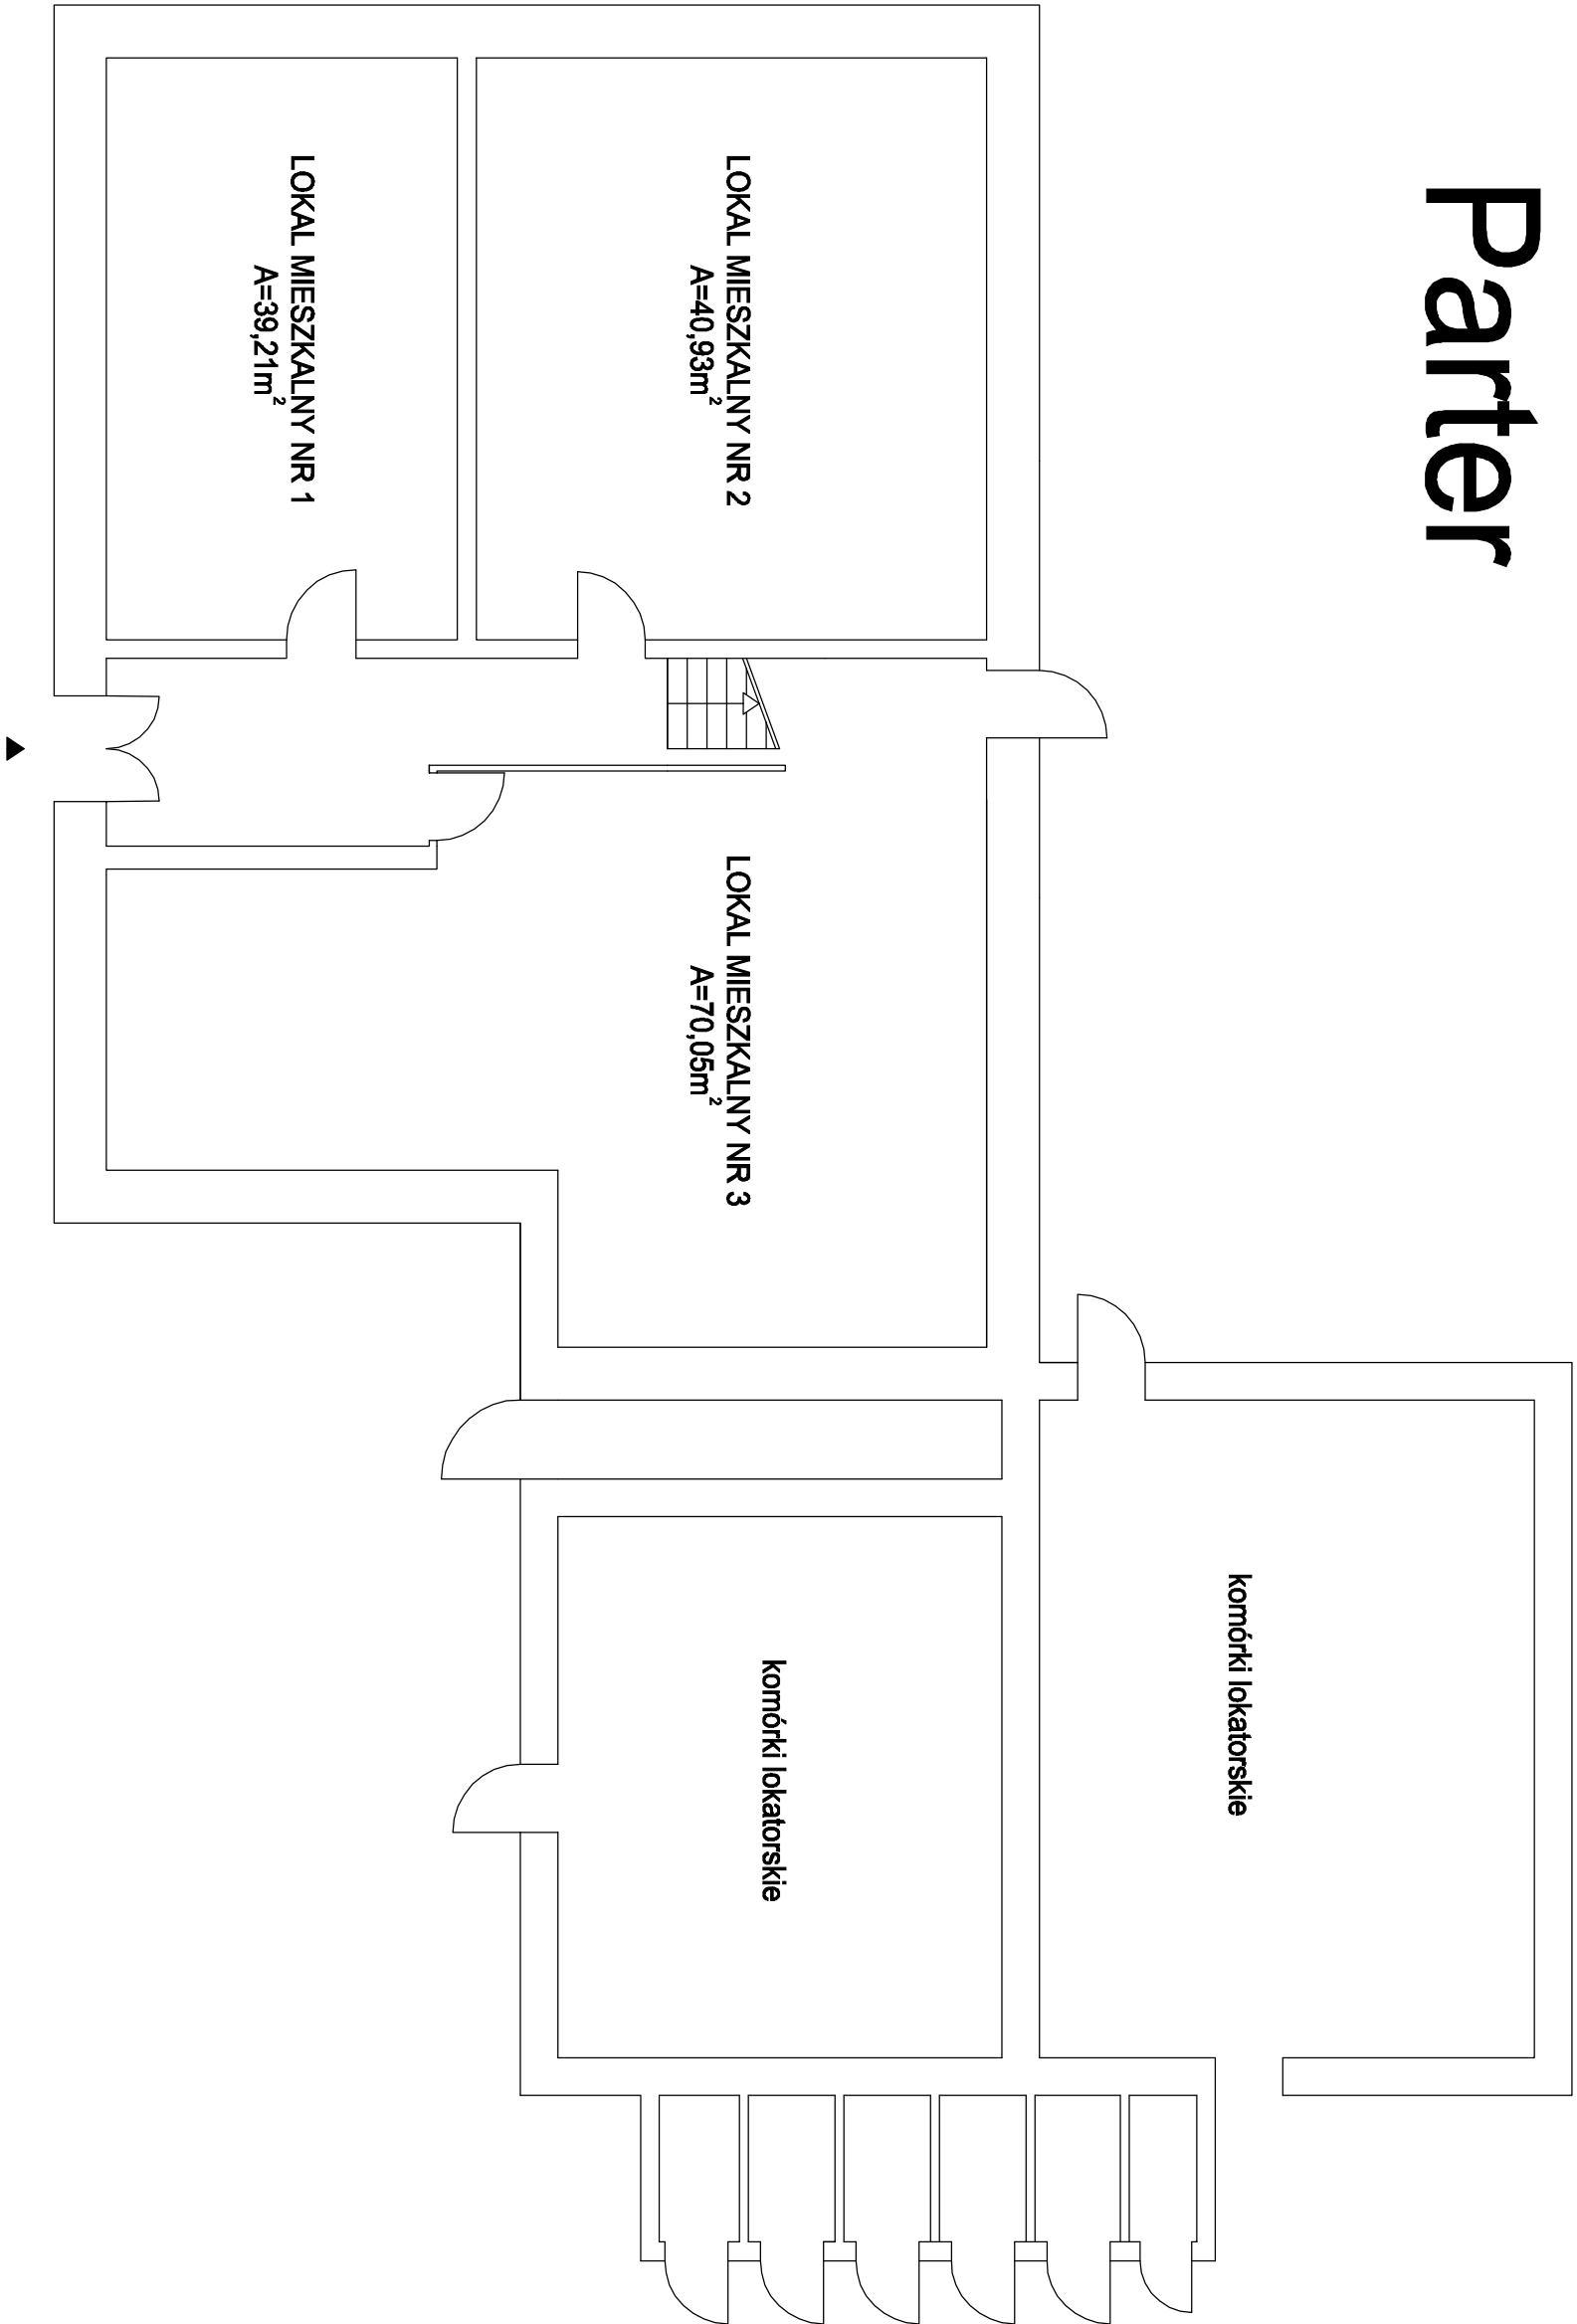 Parter
LOKAL MIESZKALNY NR 2
A=40,93m²
LOKAL MIESZKALNY NR 3
A=70,05m²
komórki lokatorskie
komórki lokatorskie
LOKAL MIESZKALNY NR 1
A=39,21m²